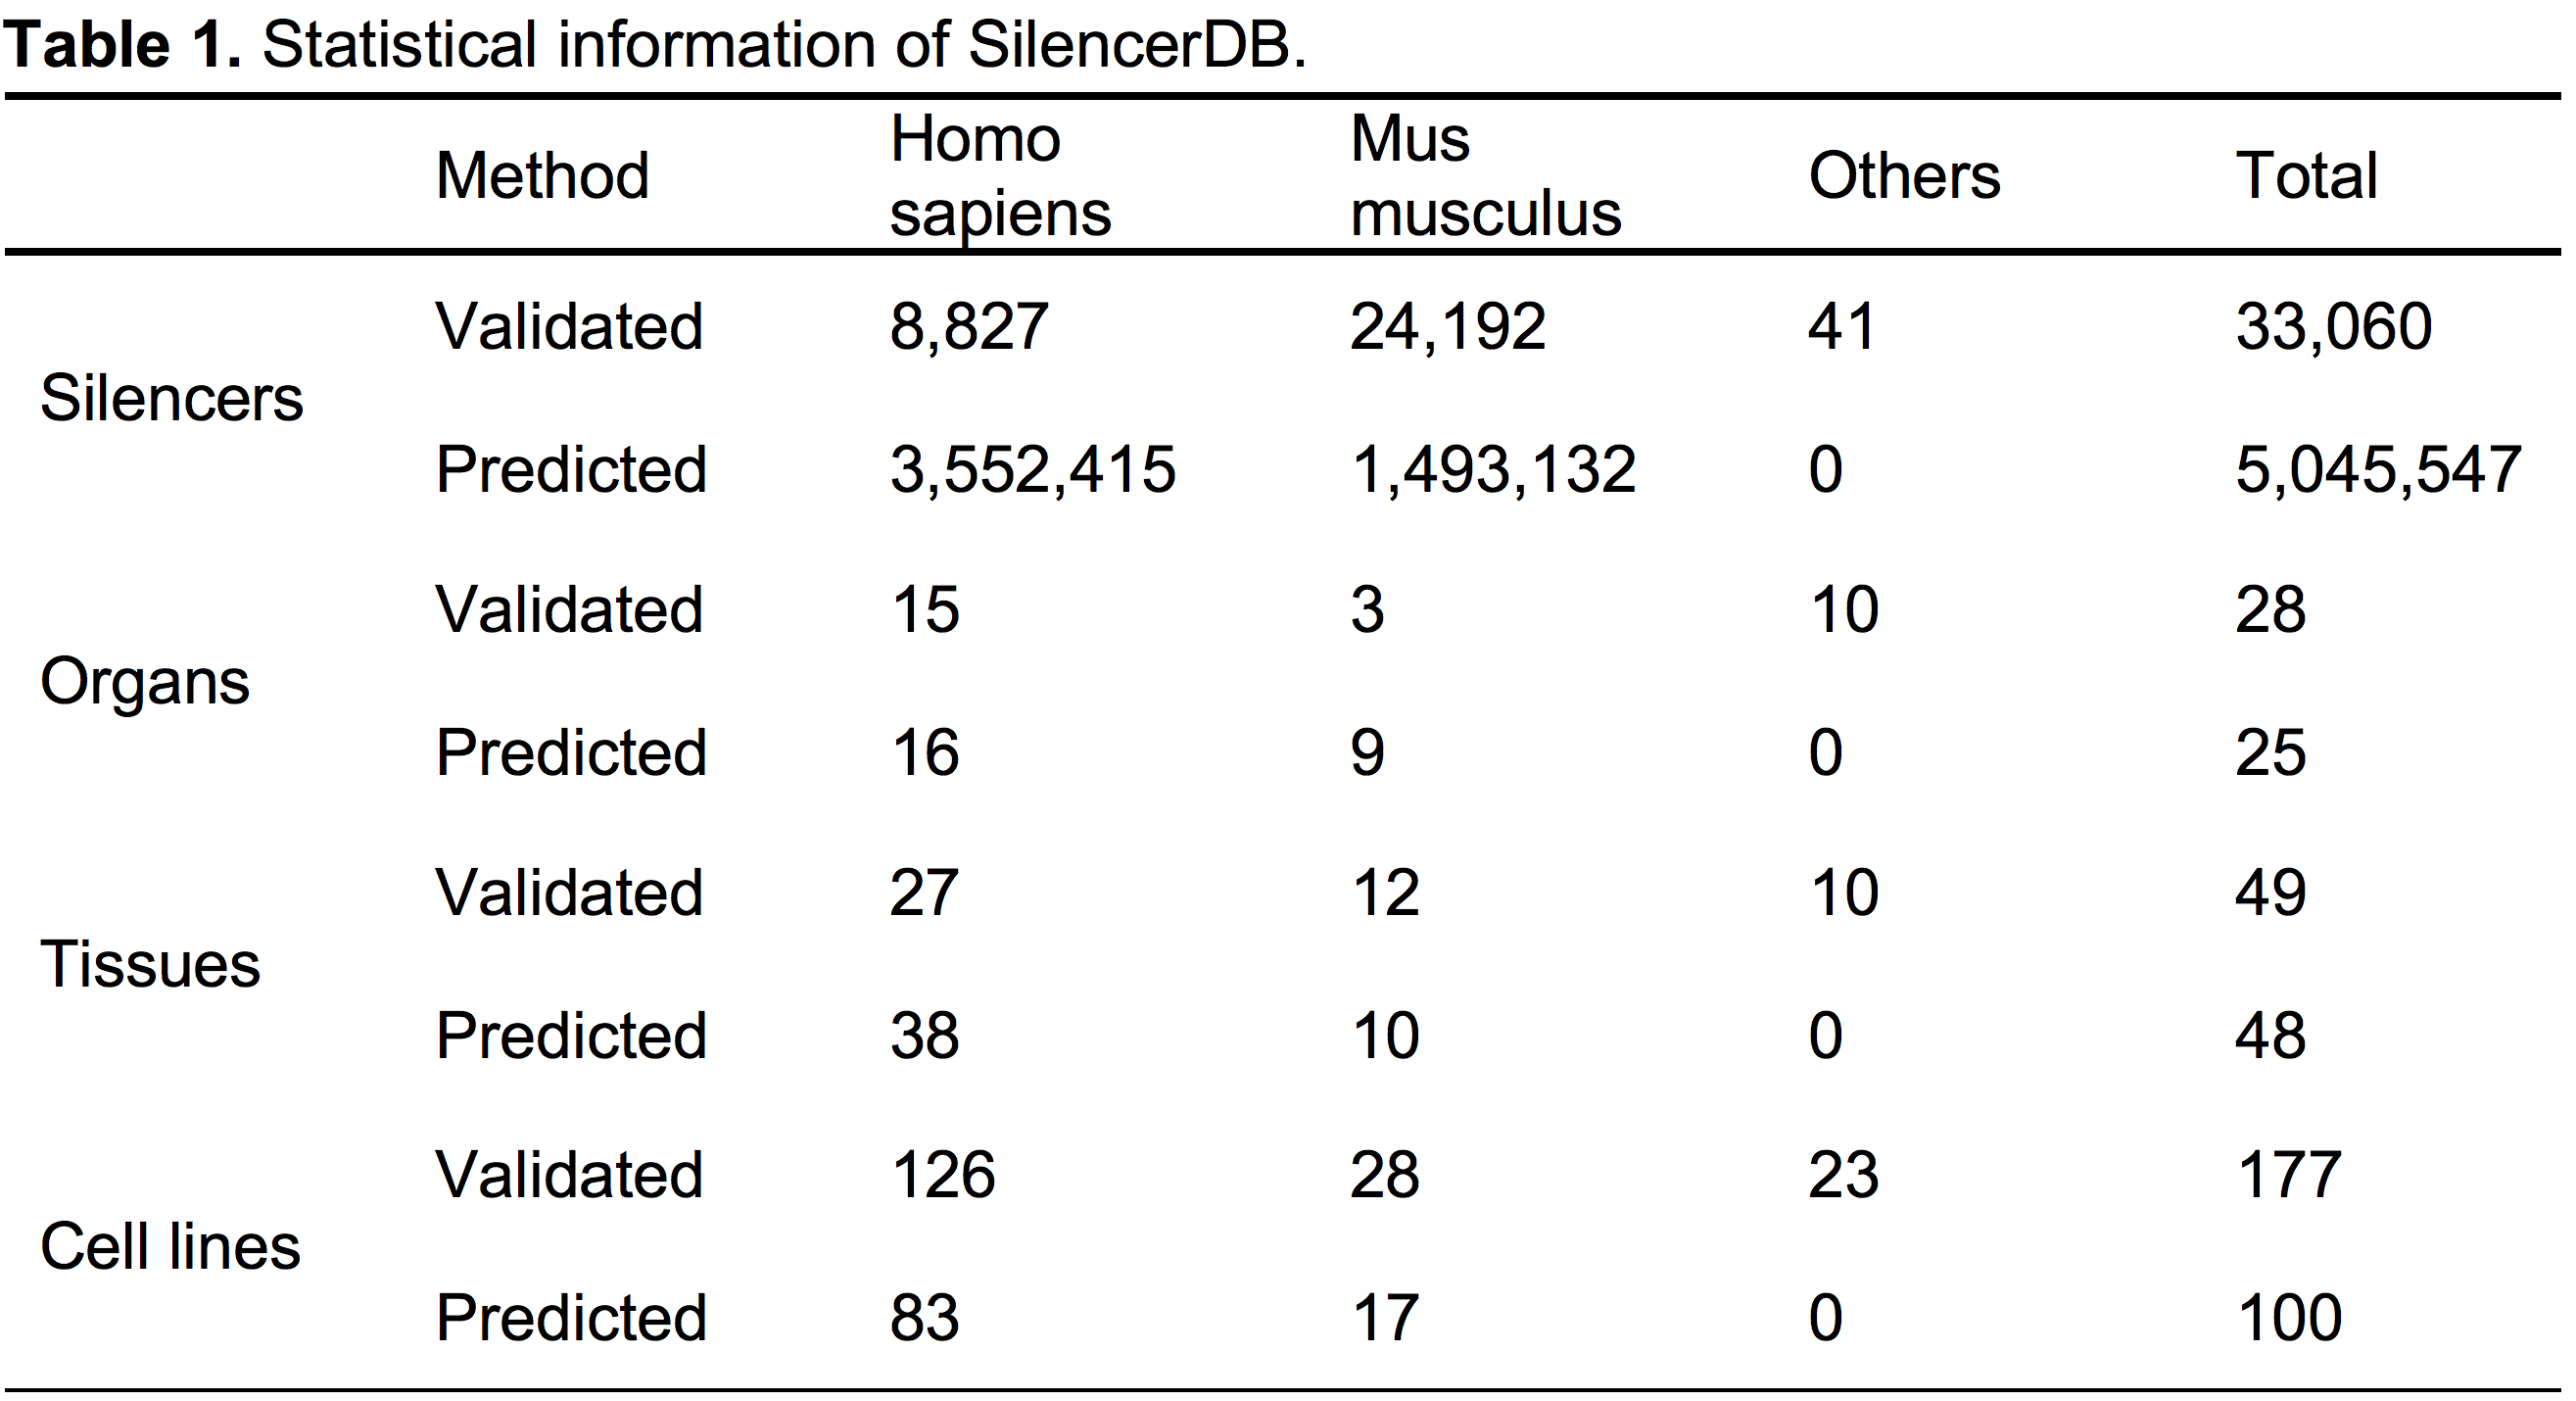 Table 1. Statistical information of SilencerDB.
Method Homo sapiens Mus musculus Others Total
Silencers
Validated 8,827 24,192 41 33,060
Predicted 3,552,415 1,493,132 0 5,045,547
Organs
Validated 15 3 10 28
Predicted 16 9 0 25
Tissues
Validated 27 12 10 49
Predicted 38 10 0 48
Cell lines
Validated 126 28 23 177
Predicted 83 17 0 100